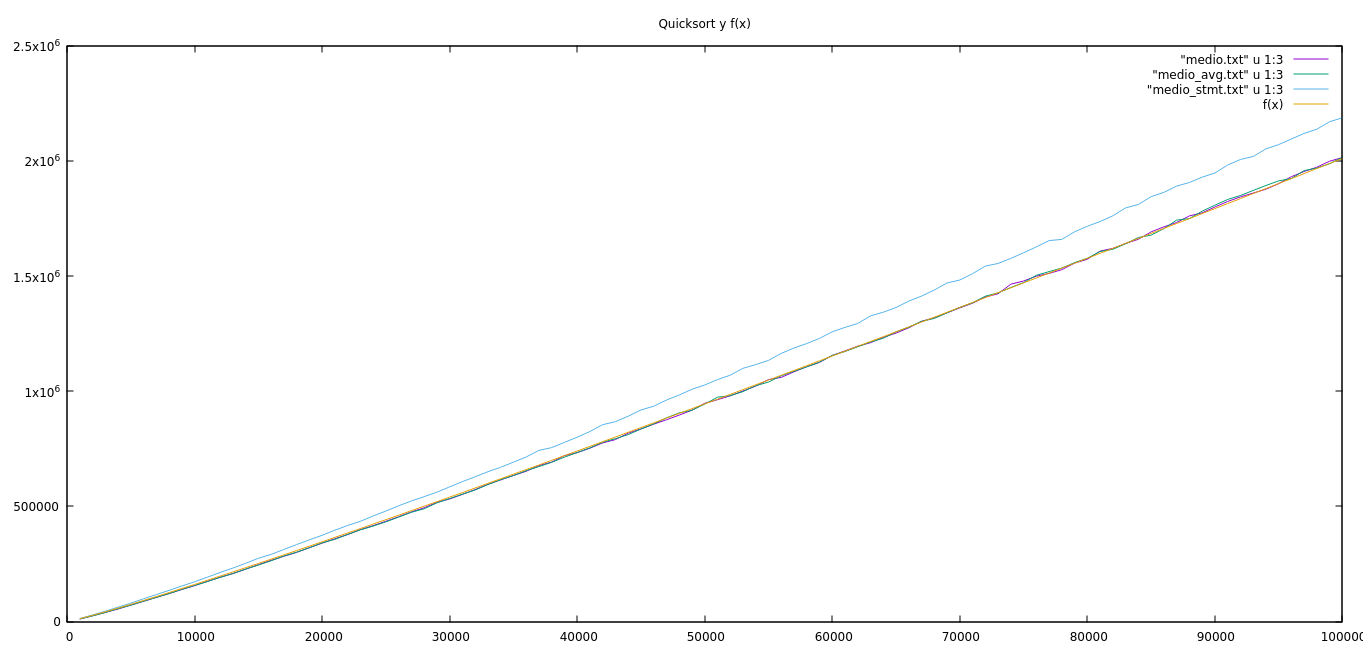 Quicksort y f(x)
2.5x10⁶
2x10⁶
1.5x10⁶
1x10⁶
500000
0
"medio.txt" u 1:3
"medio_avg.txt" u 1:3
"medio_stmt.txt" u 1:3
f(x)
0 10000 20000 30000 40000 50000 60000 70000 80000 90000 100000